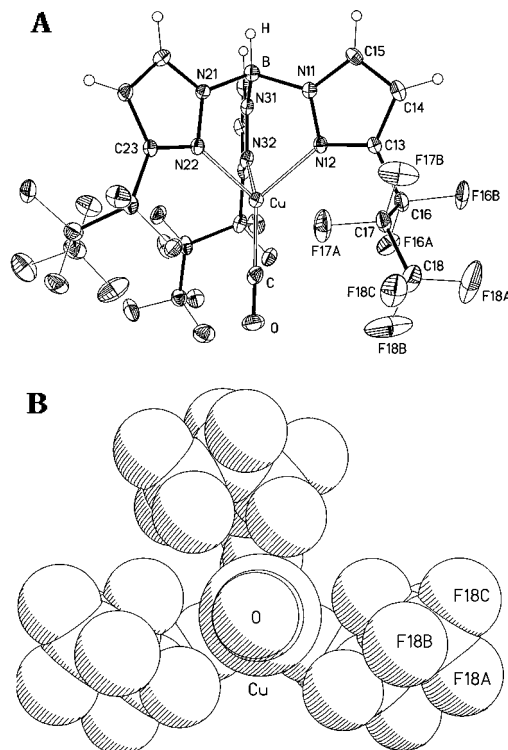 A
H
B
N21
N11
C15
N31
C14
C23
N22
N32
N12
C13
F17B
Cu
C16
F16B
F17A
C17
F16A
C
C18
F18C
F18A
O
F18B
B
F18C
O
F18B
F18A
Cu